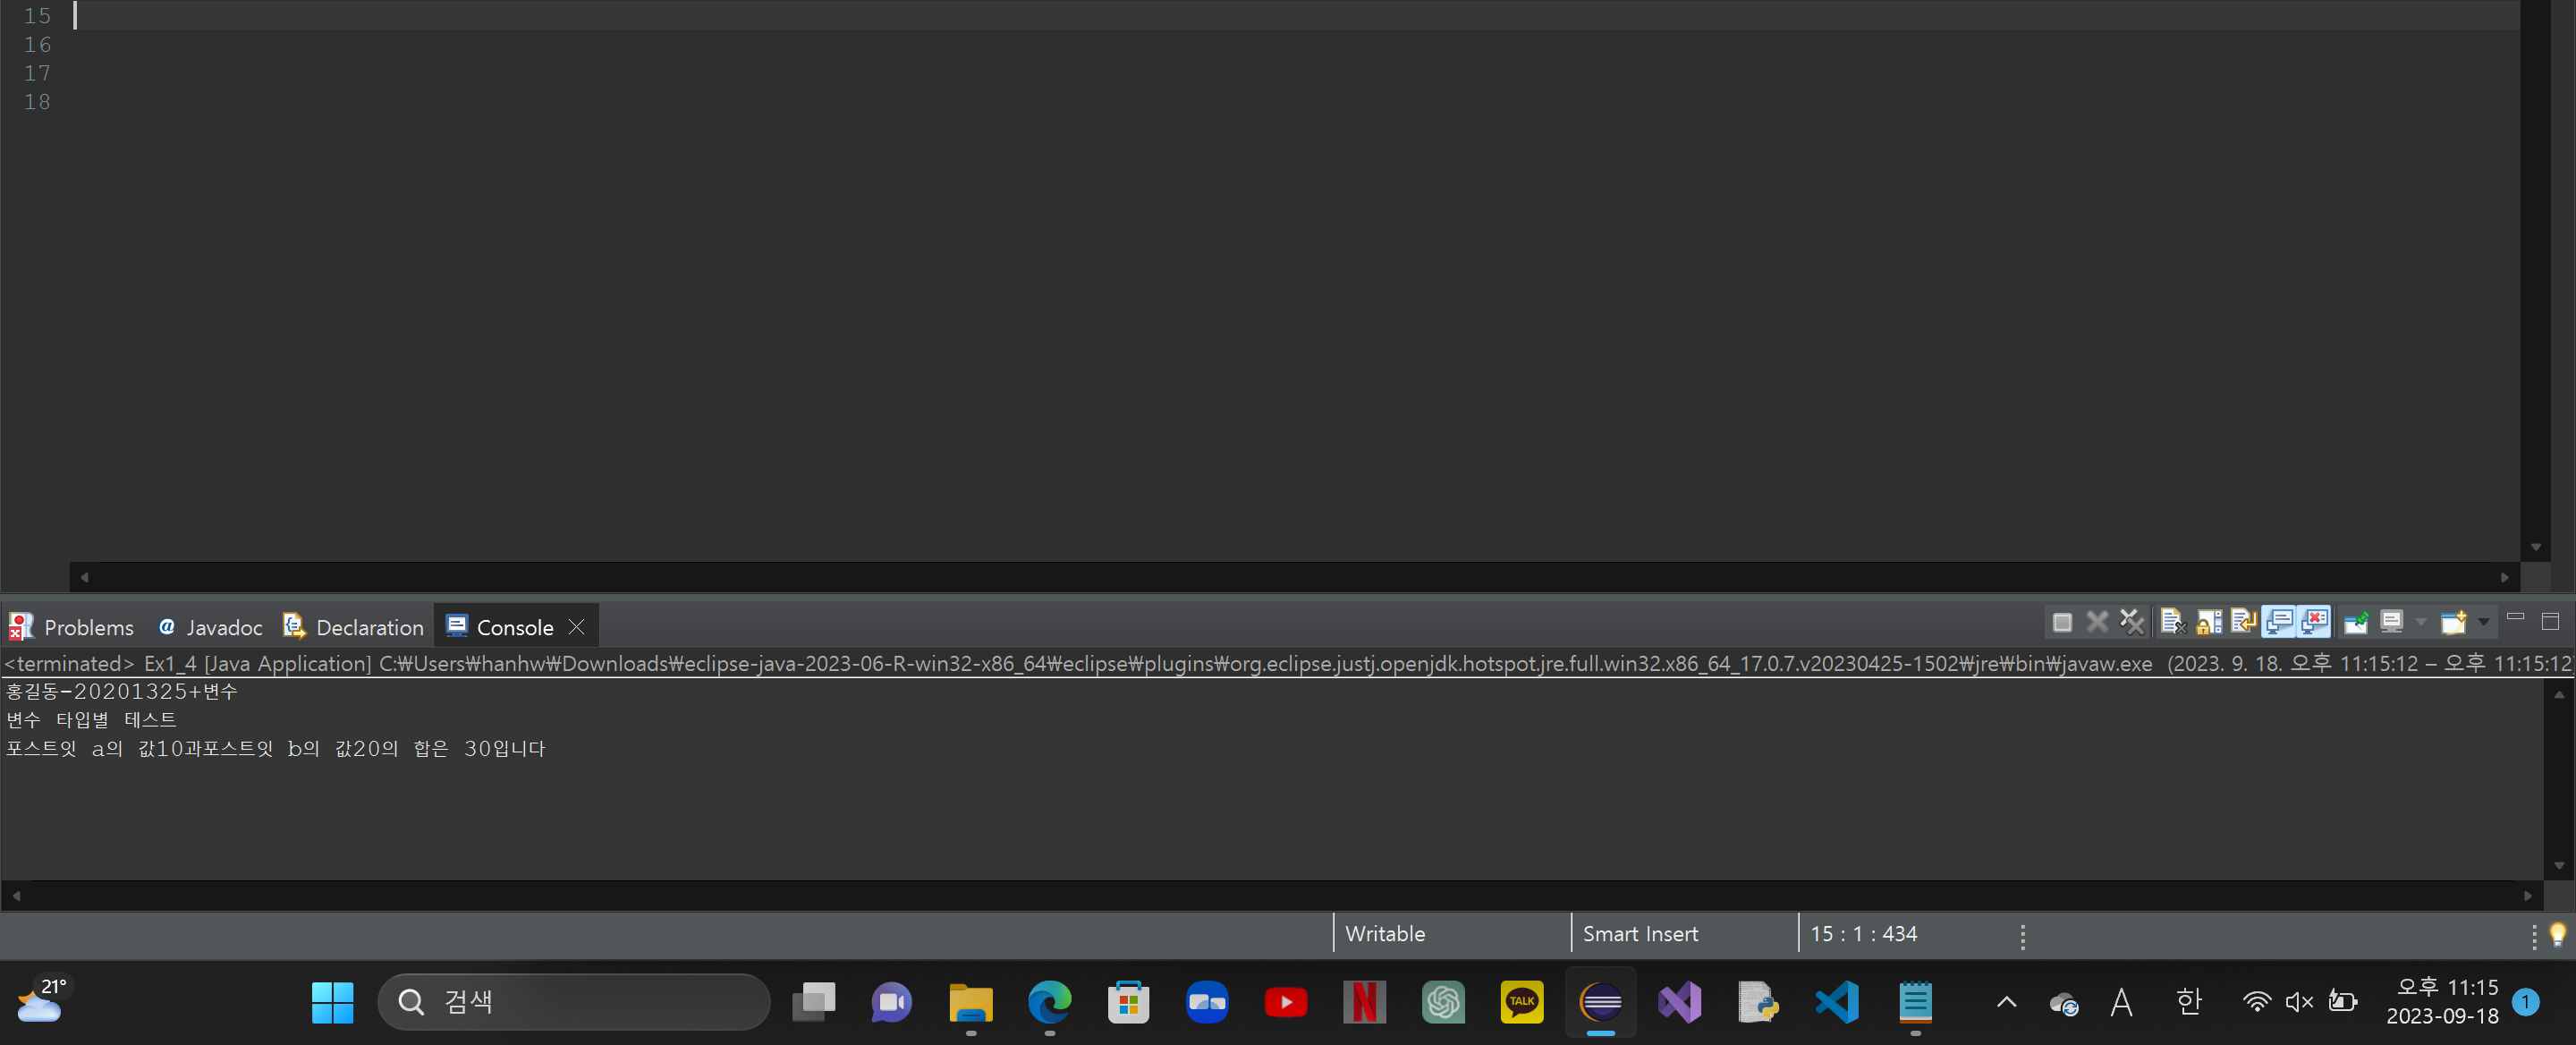 15
16
17
18
Problems @ Javadoc Declaration Console
<terminated> Ex1_4 [Java Application] C:₩Users₩hanhw₩Downloads₩eclipse-java-2023-06-R-win32-x86_64₩eclipse₩plugins₩org.eclipse.justj.openjdk.hotspot.jre.full.win32.x86_64_17.0.7.v20230425-1502₩jre₩bin₩javaw.exe (2023. 9. 18. 오후 11:15:12 – 오후 11:15:12)
홍길동-20201325+변수
변수 타입별 테스트
포스트잇 a의 값10과포스트잇 b의 값20의 합은 30입니다
Writable Smart Insert 15 : 1 : 434
21°
검색
TALK
A 한
오후 11:15
2023-09-18
1